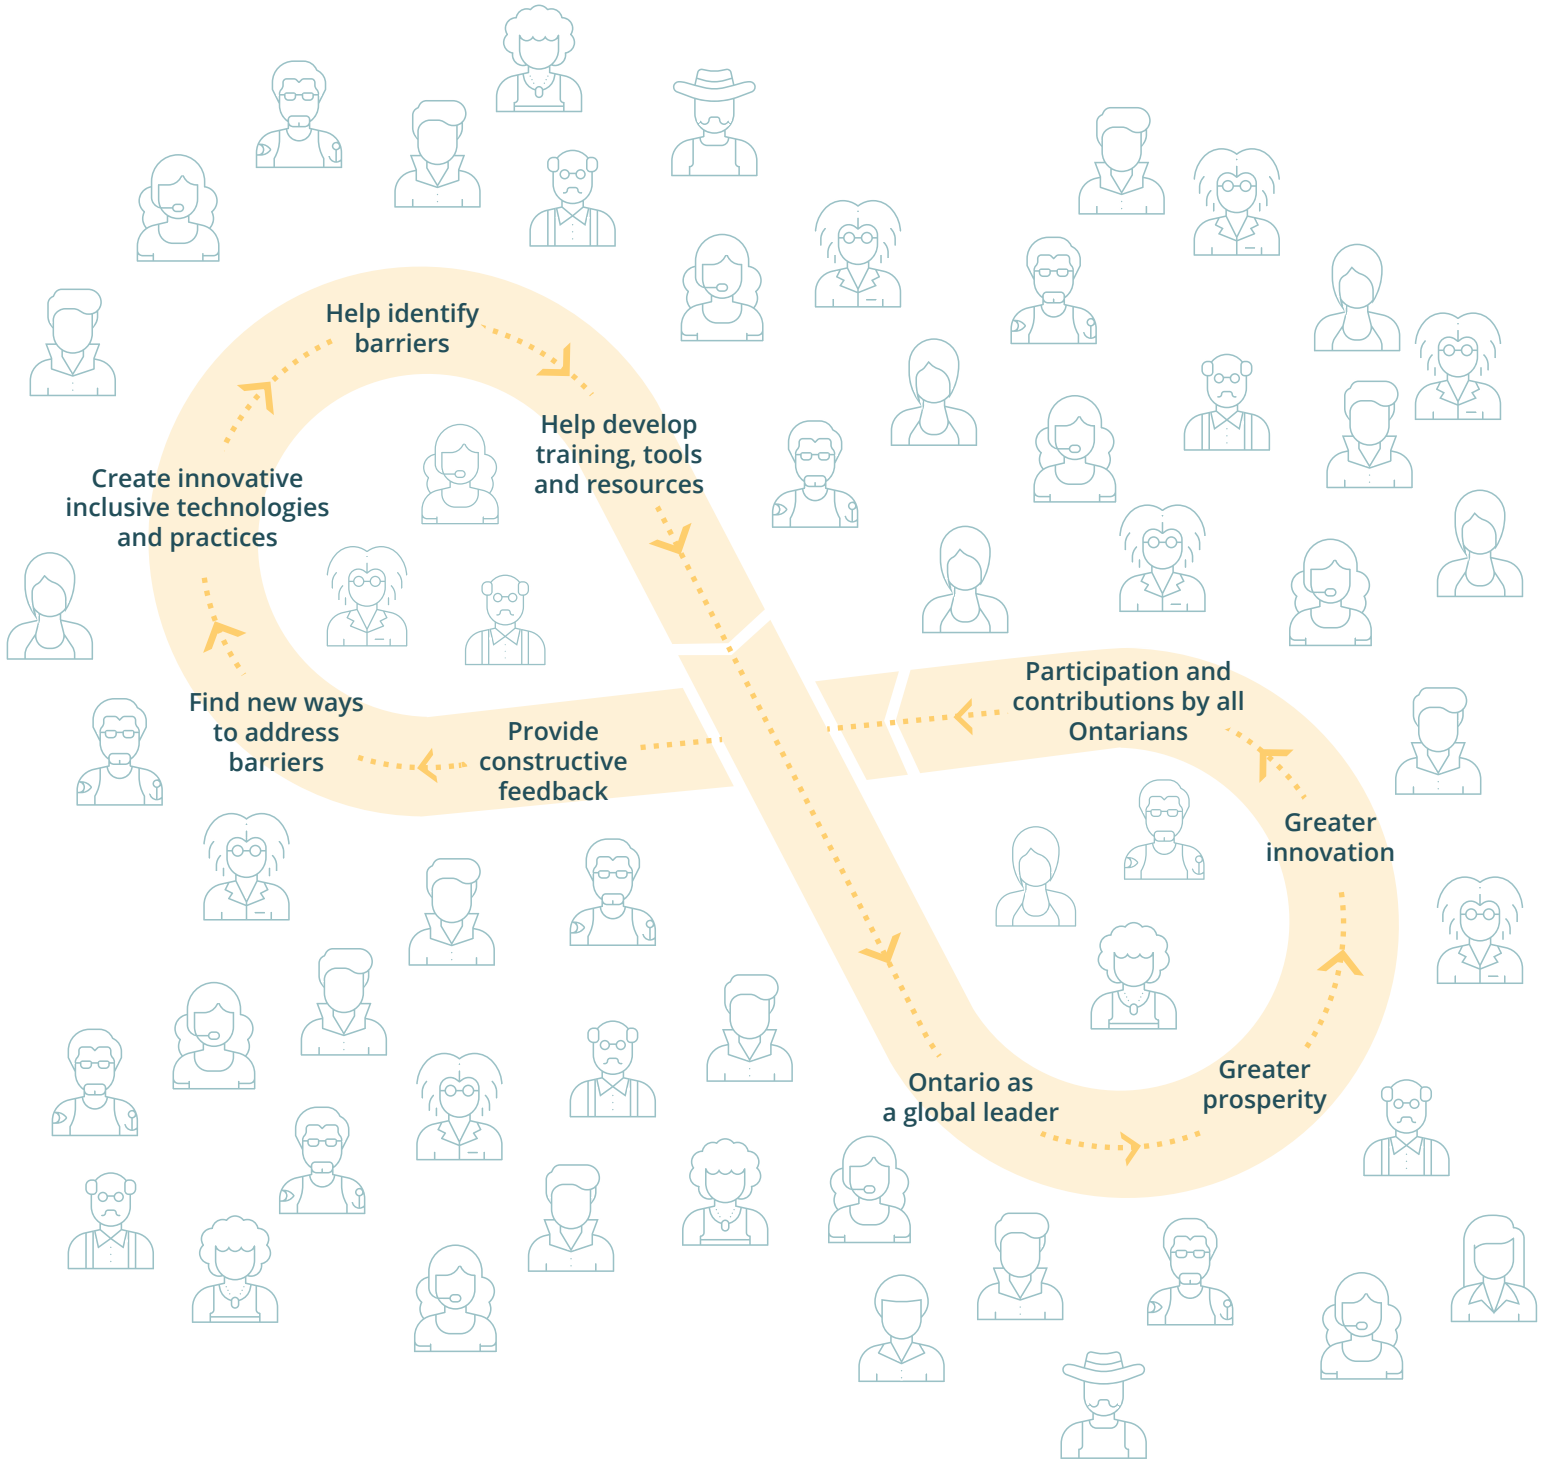 Help identify
barriers
Help develop
training, tools
and resources
Create innovative
inclusive technologies
and practices
Find new ways
to address
barriers
Provide
constructive
feedback
Participation and
contributions by all
Ontarians
Greater
innovation
Greater
prosperity
Ontario as
a global leader